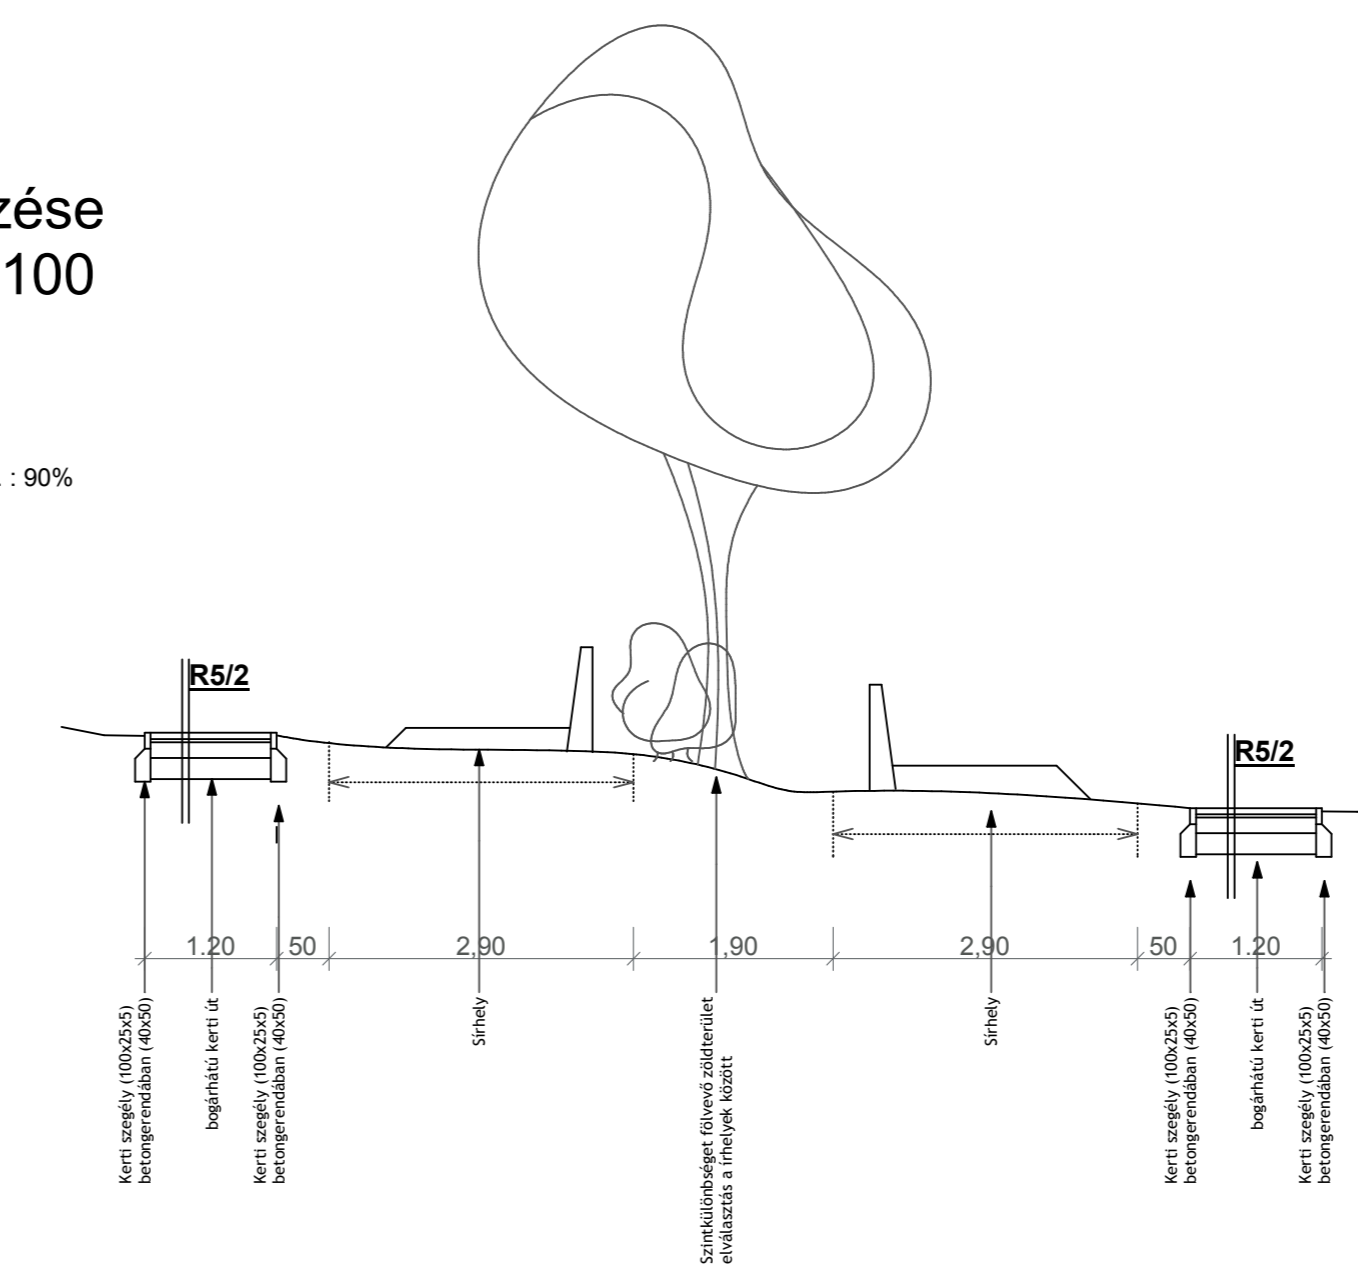 zése
100
: 90%
R5/2
R5/2
1.20
50
2,90
1,90
2,90
50
1.20
Kerti szegély (100x25x5)
betongerendában (40x50)
bogárhátú kerti út
Kerti szegély (100x25x5)
betongerendában (40x50)
Sírhely
Szintkülönbséget fölvevő zöldterület
elválasztás a írhelyek között
Sírhely
Kerti szegély (100x25x5)
betongerendában (40x50)
bogárhátú kerti út
Kerti szegély (100x25x5)
betongerendában (40x50)